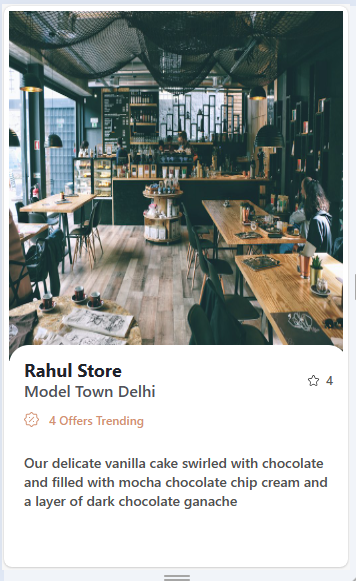 Rahul Store
Model Town Delhi
4
4 Offers Trending
Our delicate vanilla cake swirled with chocolate
and filled with mocha chocolate chip cream and
a layer of dark chocolate ganache